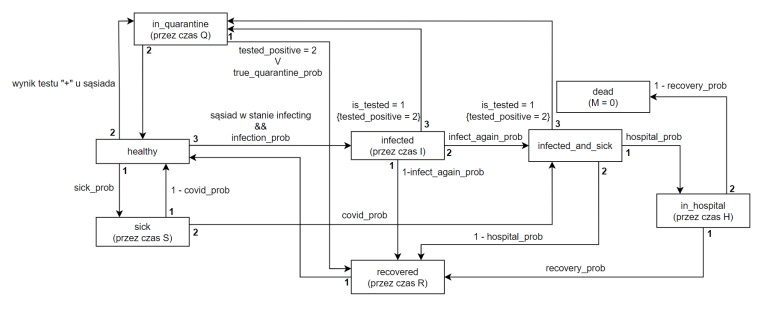 in_quarantine
(przez czas Q)
2
1
tested_positive = 2
V
true_quarantine_prob
wynik testu "+" u sąsiada
is_tested = 1
{tested_positive = 2}
3
is_tested = 1
{tested_positive = 2}
3
dead
(M = 0)
1 - recovery_prob
sąsiad w stanie infecting
&&
infection_prob
2
healthy
3
1
infected
(przez czas I)
1
2
infect_again_prob
infected_and_sick
hospital_prob
1
2
1-infect_again_prob
sick_prob
1 - covid_prob
1
sick
(przez czas S)
2
covid_prob
in_hospital
(przez czas H)
2
1
1 - hospital_prob
recovered
(przez czas R)
1
recovery_prob